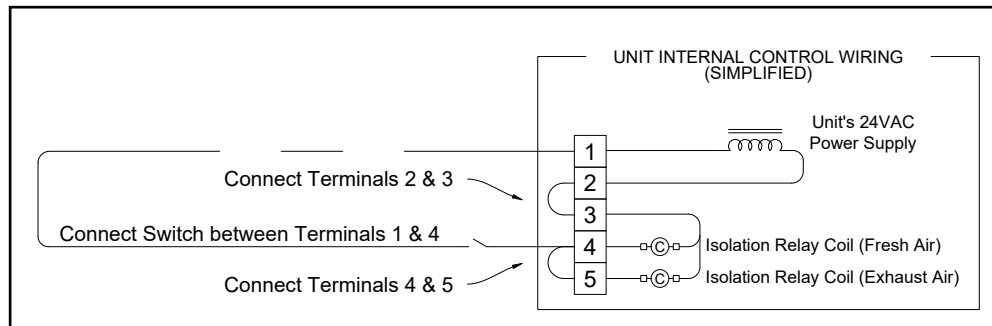 UNIT INTERNAL CONTROL WIRING
(SIMPLIFIED)
Unit's 24VAC
Power Supply
1
2
Connect Terminals 2 & 3
3
Connect Switch between Terminals 1 & 4
4
C
Isolation Relay Coil (Fresh Air)
Connect Terminals 4 & 5
5
C
Isolation Relay Coil (Exhaust Air)